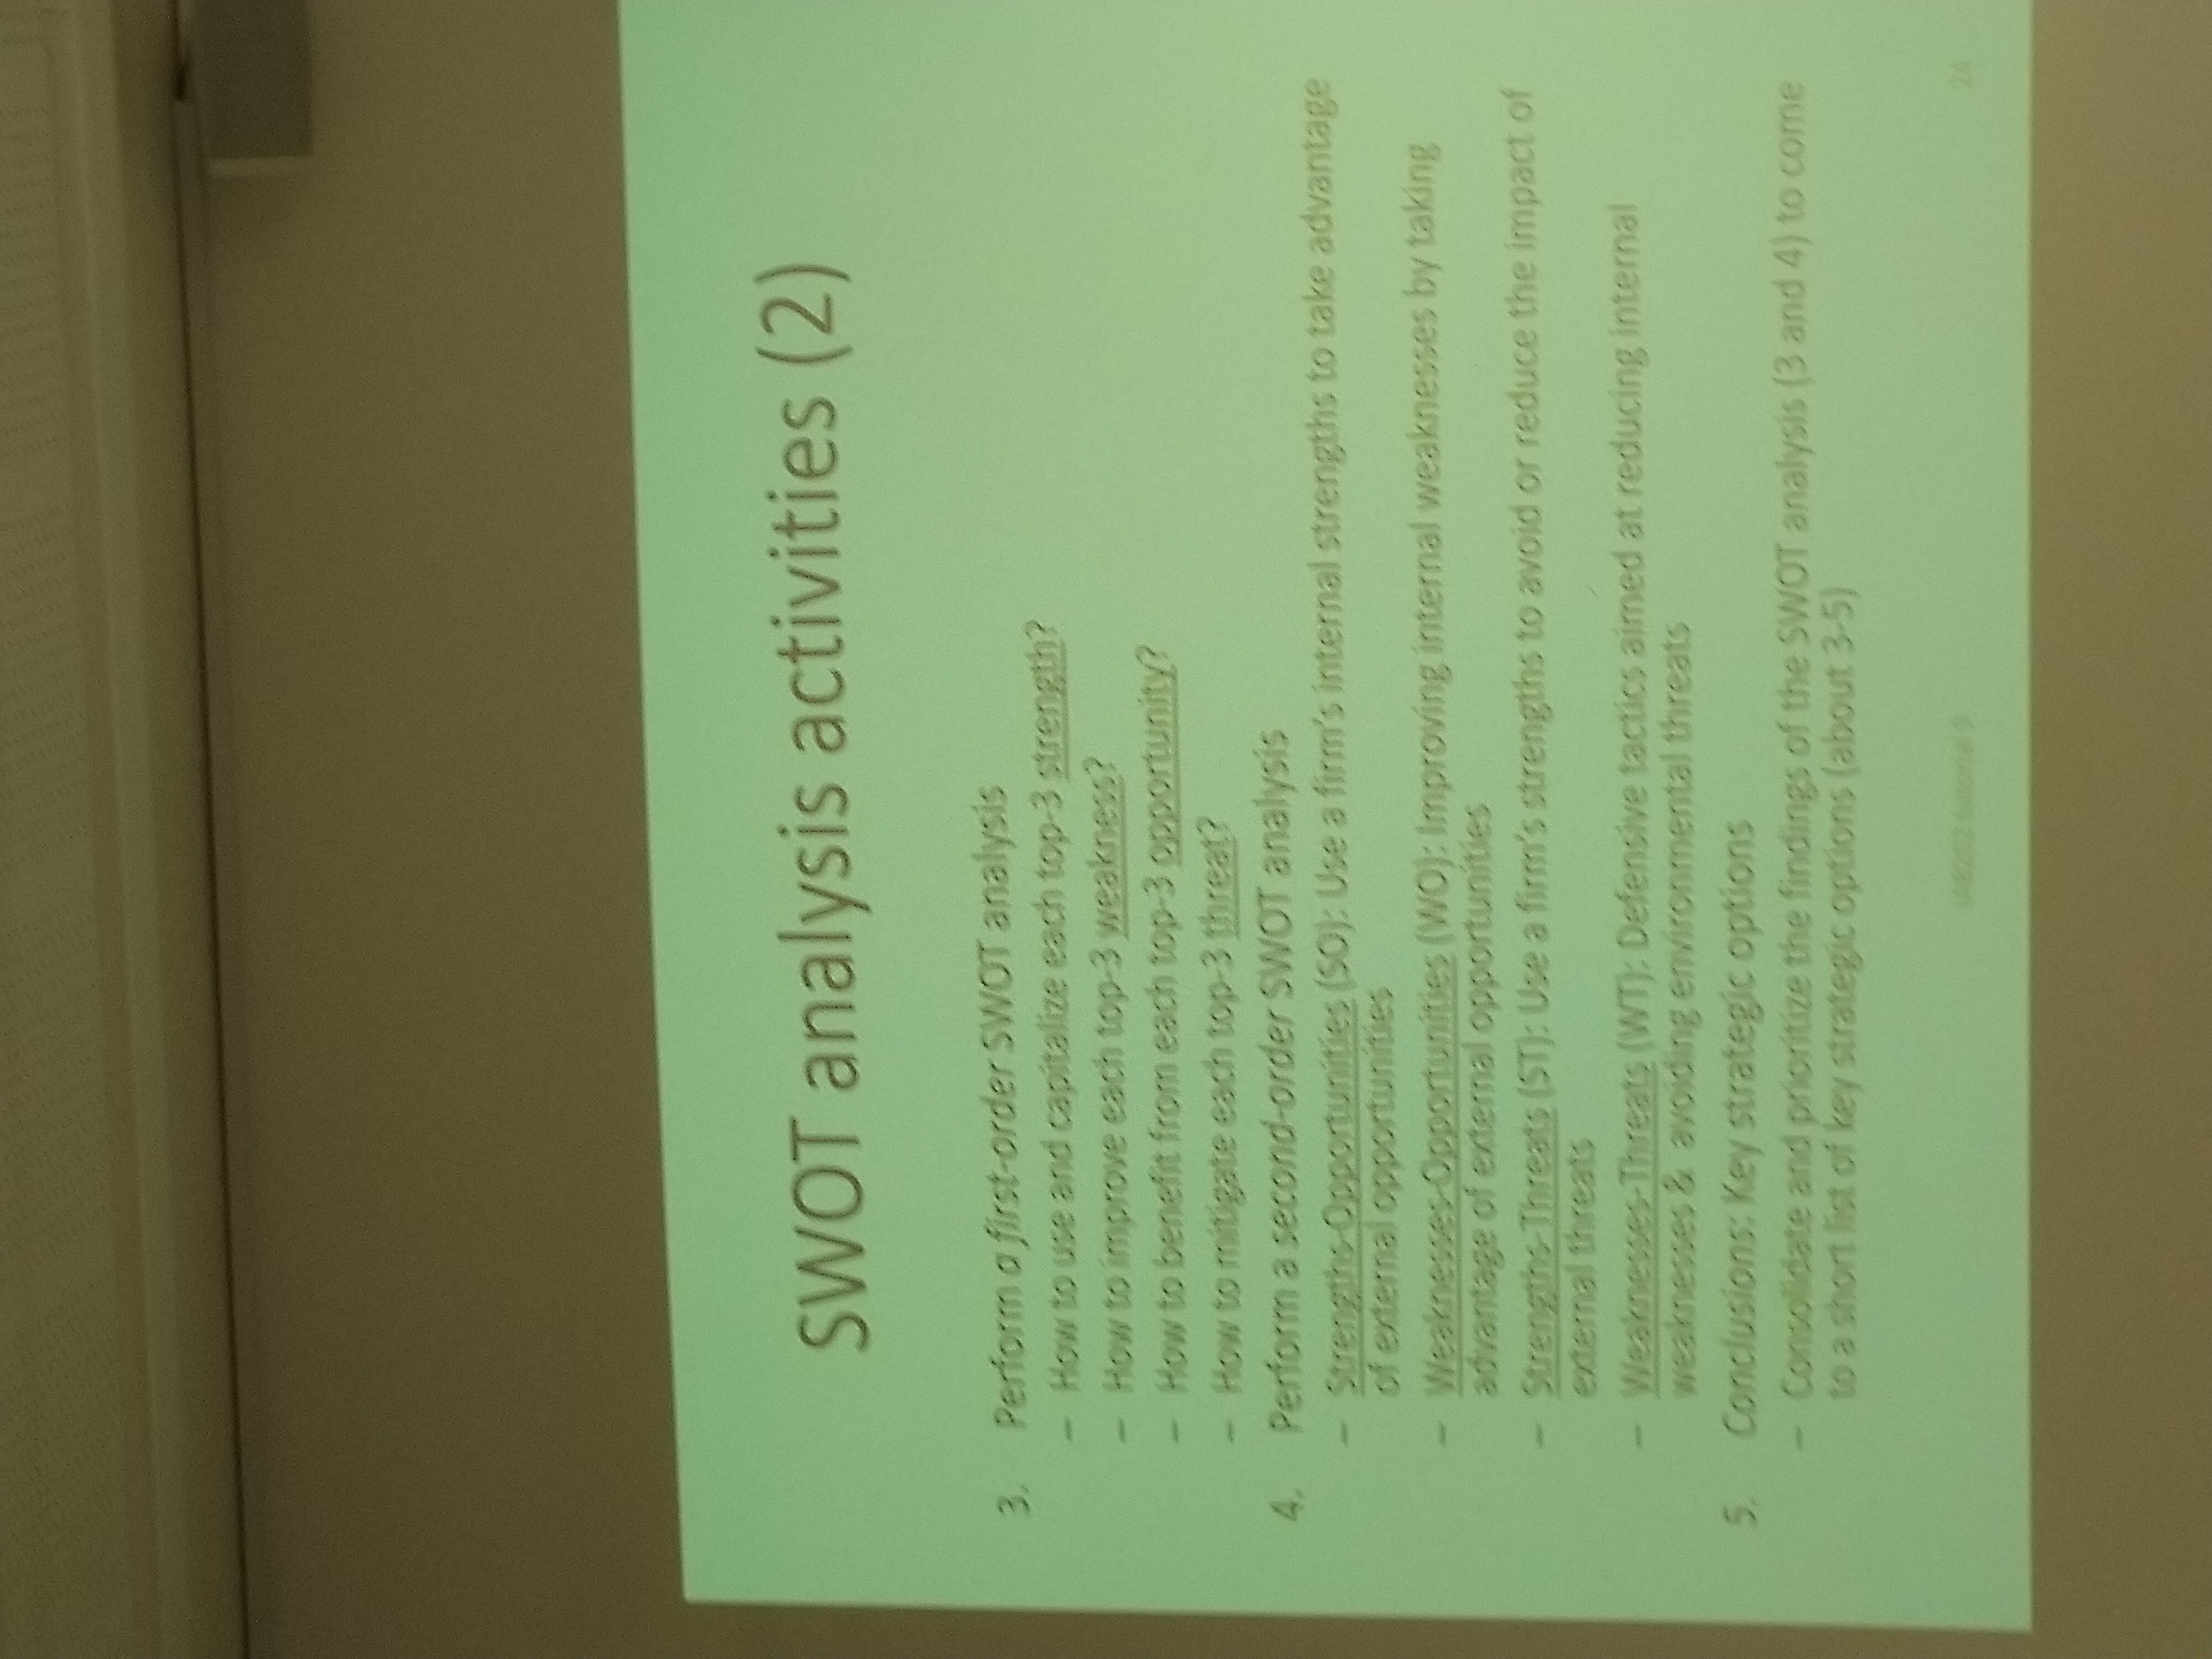 SWOT analysis activities (2)
3. Perform a first-order SWOT analysis
– How to use and capitalize each top-3 strength?
– How to improve each top-3 weakness?
– How to benefit from each top-3 opportunity?
– How to mitigate each top-3 threat?
4. Perform a second-order SWOT analysis
– Strengths-Opportunities (SO): Use a firm's internal strengths to take advantage
of external opportunities
– Weaknesses-Opportunities (WO): Improving internal weaknesses by taking
advantage of external opportunities
– Strengths-Threats (ST): Use a firm's strengths to avoid or reduce the impact of
external threats
– Weaknesses-Threats (WT): Defensive tactics aimed at reducing internal
weaknesses & avoiding environmental threats
5. Conclusions: Key strategic options
– Consolidate and prioritize the findings of the SWOT analysis (3 and 4) to come
to a short list of key strategic options (about 3-5)
IAB202 tutorial 9
24